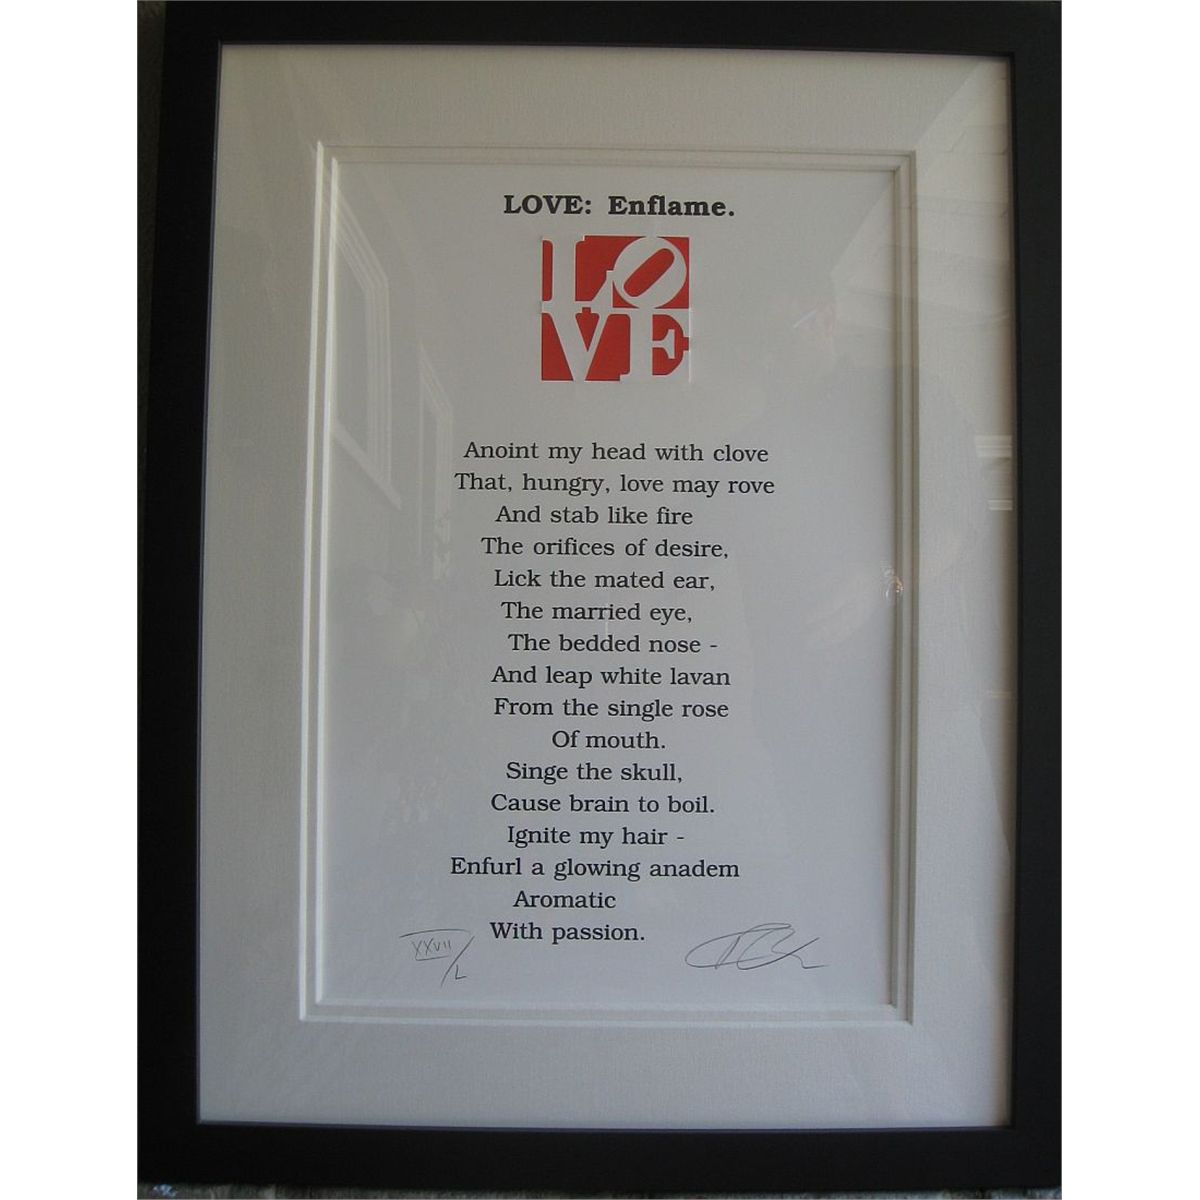 LOVE: Enflame.
LO
VE
Anoint my head with clove
That, hungry, love may rove
And stab like fire
The orifices of desire,
Lick the mated ear,
The married eye,
The bedded nose -
And leap white lavan
From the single rose
Of mouth.
Singe the skull,
Cause brain to boil.
Ignite my hair -
Enfurl a glowing anadem
Aromatic
With passion.
XXVII/L